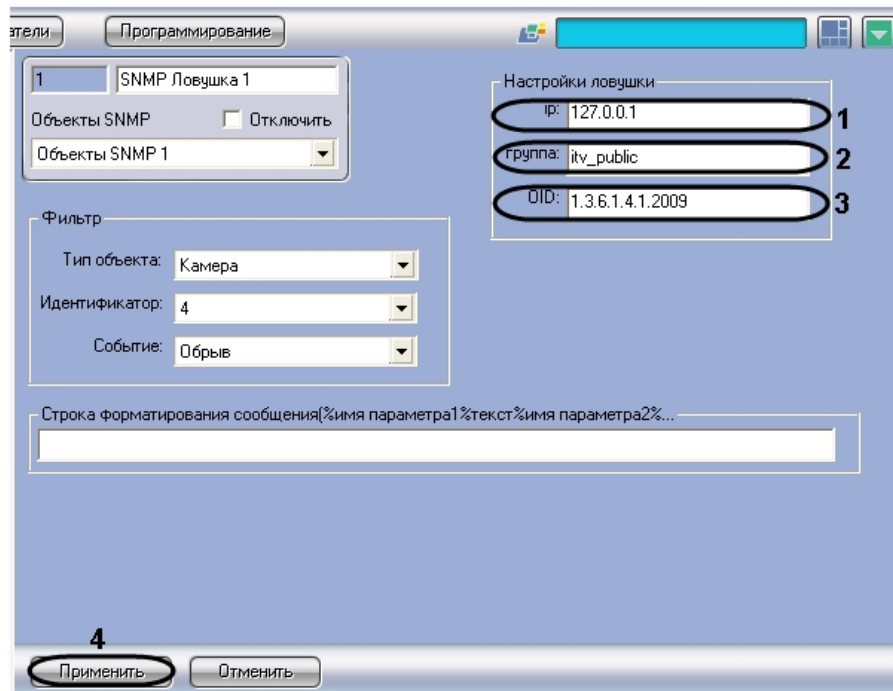 атели
Программирование
1
SNMP Ловушка 1
Объекты SNMP
Отключить
Объекты SNMP 1
Настройки ловушки
ip: 127.0.0.1
1
группа: itv_public
2
OID: 1.3.6.1.4.1.2009
3
Фильтр
Тип объекта: Камера
Идентификатор: 4
Событие: Обрыв
Строка форматирования сообщения(%имя параметра1%текст%имя параметра2%...
4
Применить
Отменить